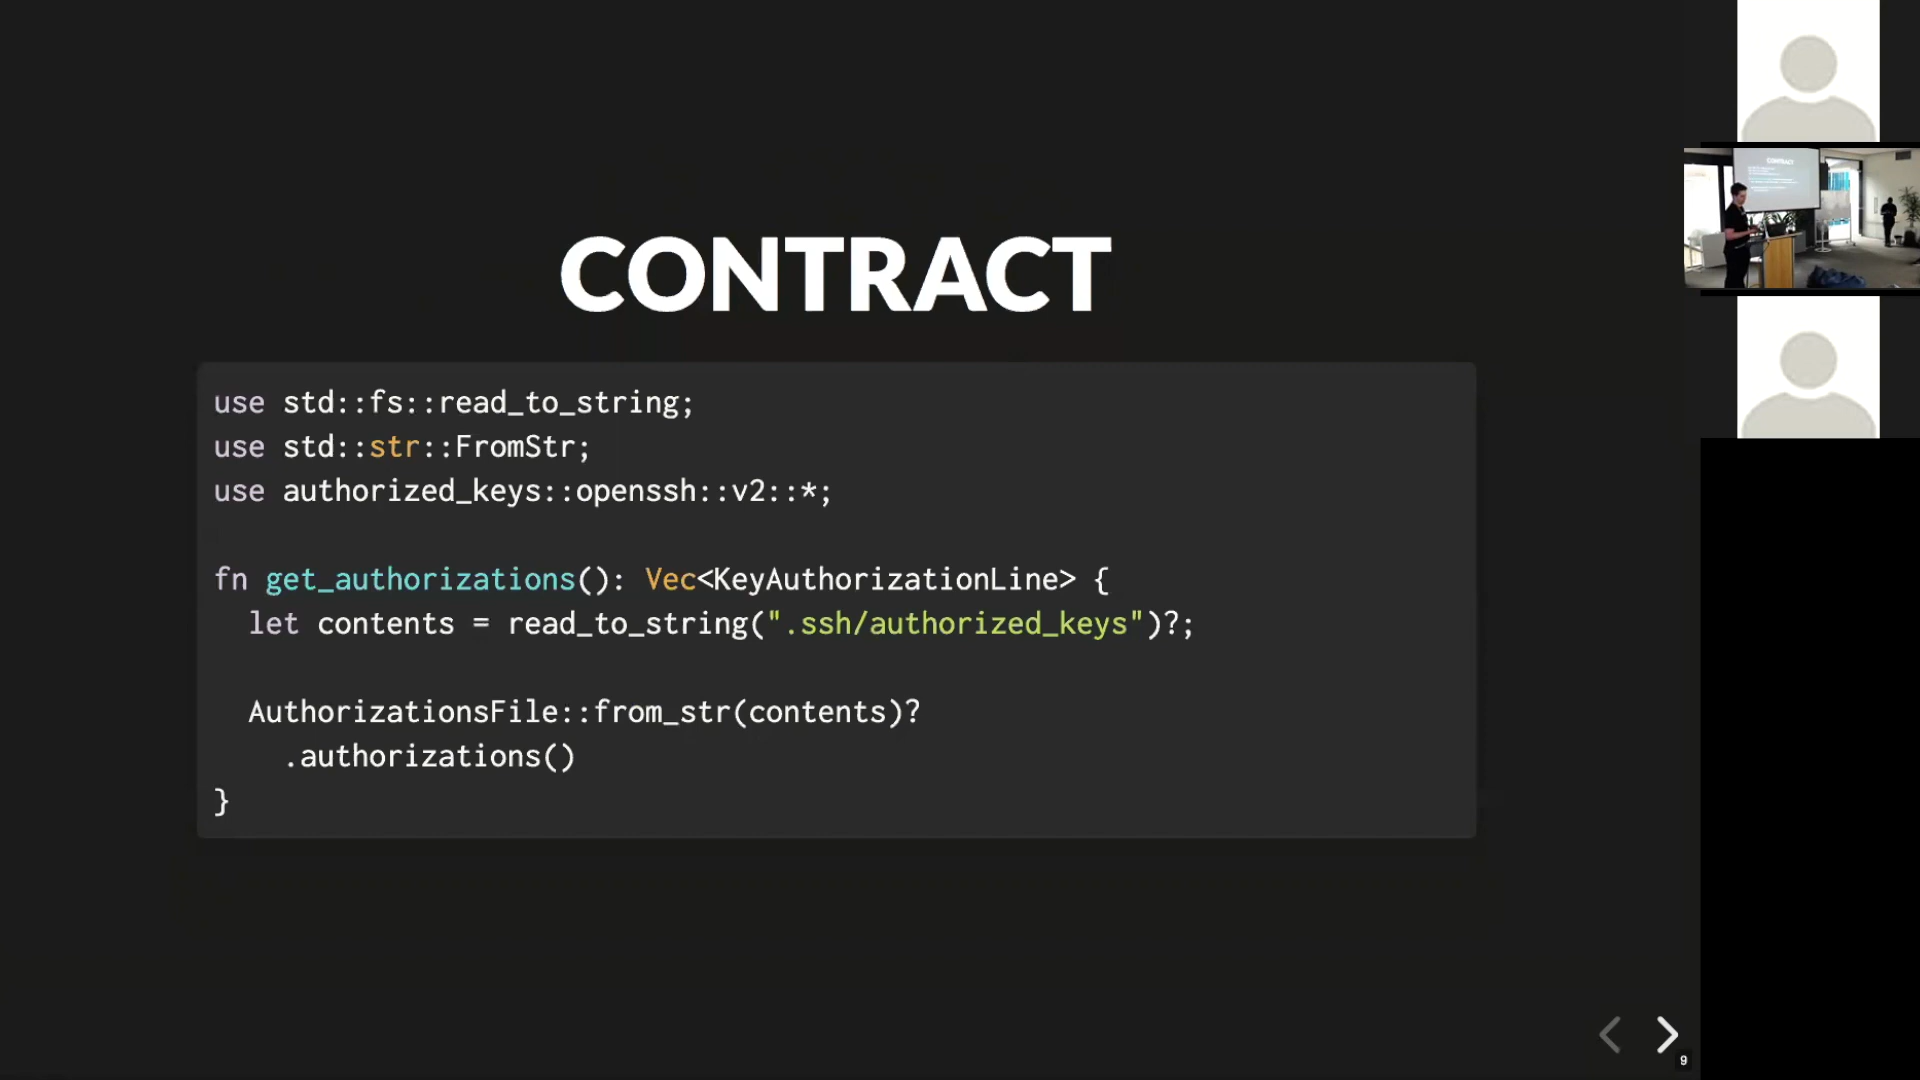 CONTRACT
use std::fs::read_to_string;
use std::str::FromStr;
use authorized_keys::openssh::v2::*;
fn get_authorizations(): Vec<KeyAuthorizationLine> {
let contents = read_to_string(".ssh/authorized_keys")?;
AuthorizationsFile::from_str(contents)?
.authorizations()
}
9
CONTRACT